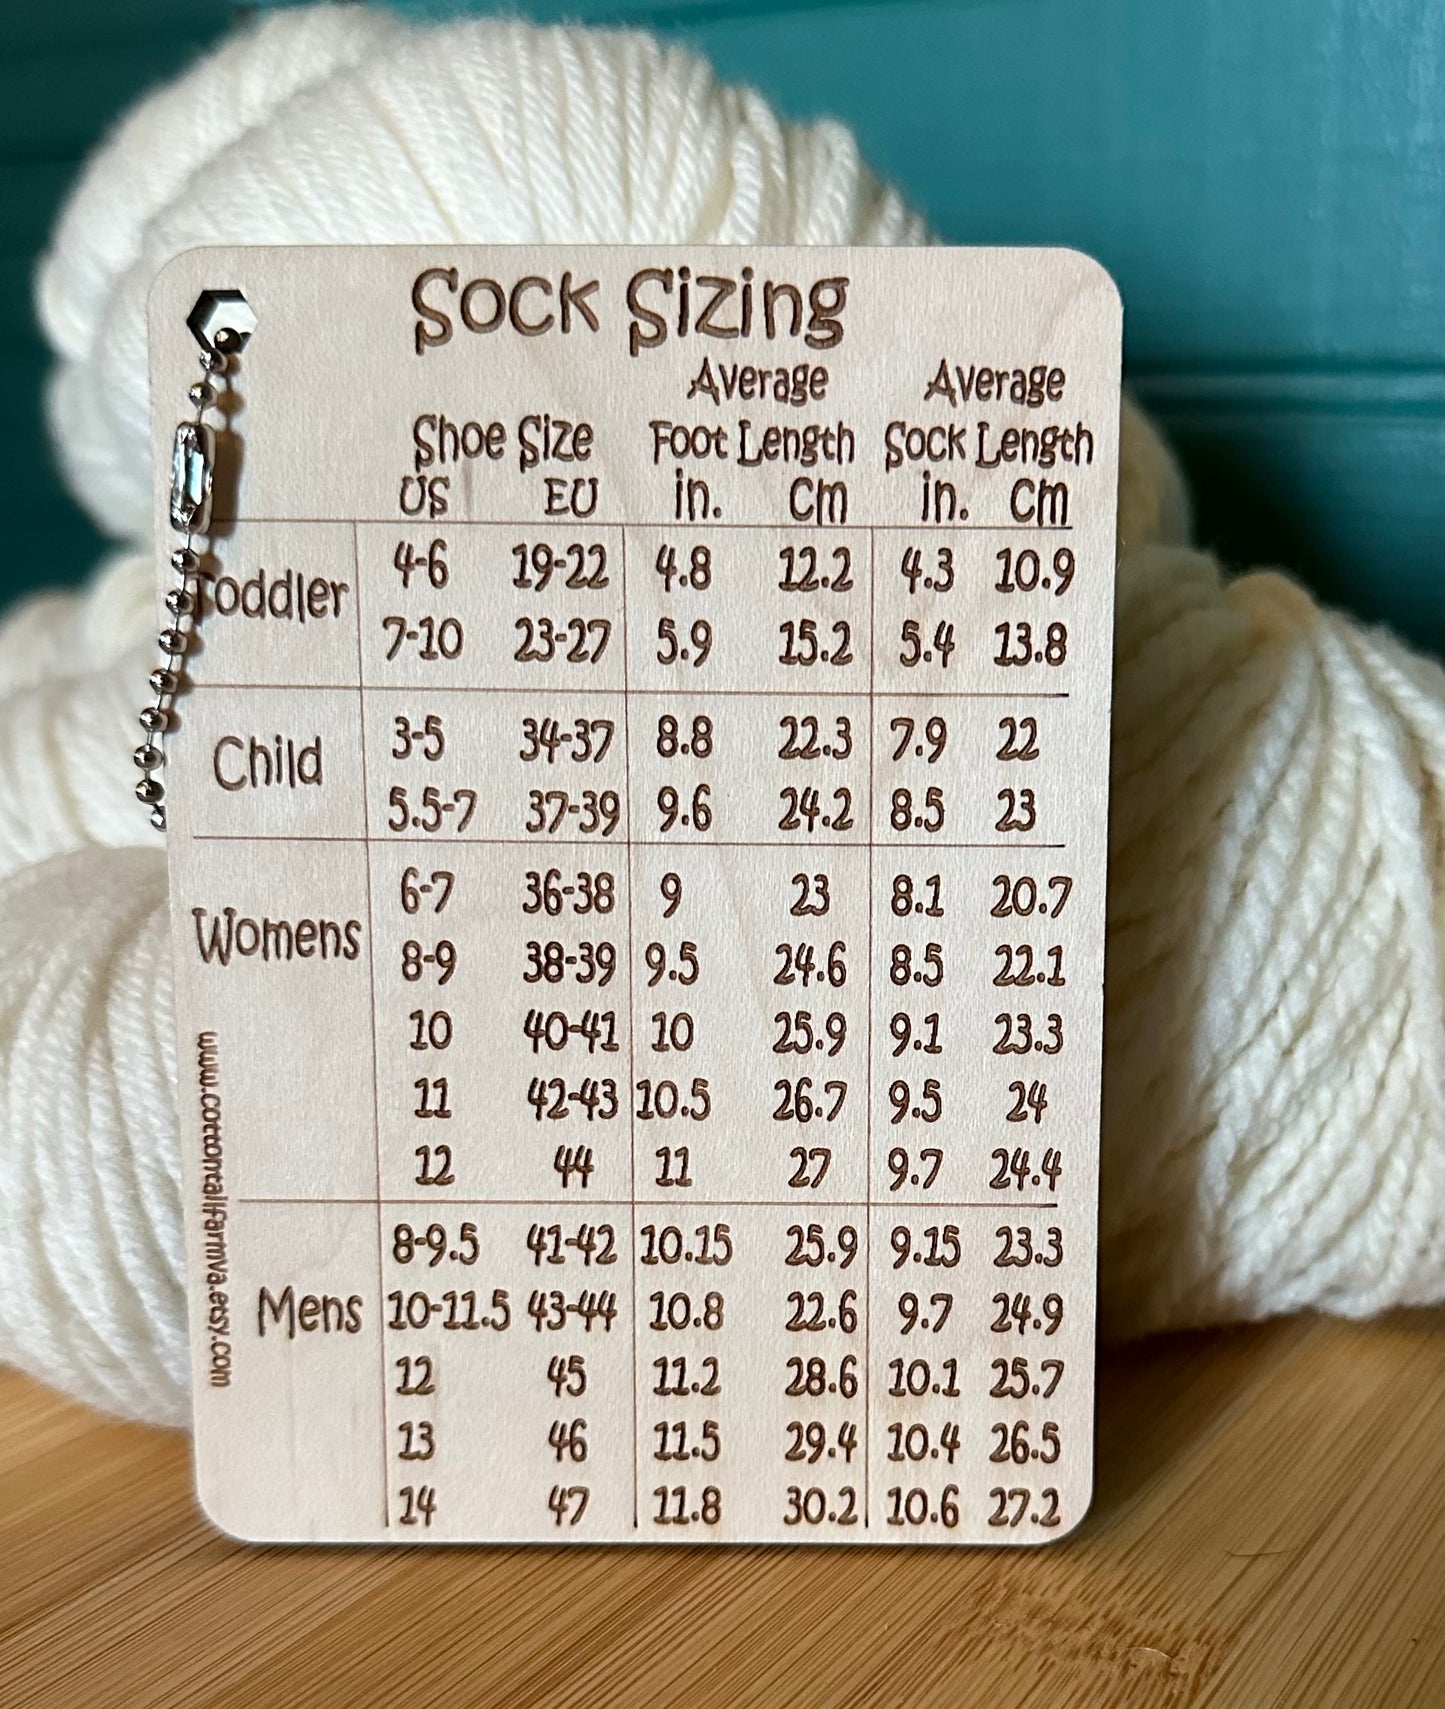 Sock Sizing
Average Average
Shoe Size Foot Length Sock Length
US EU in. cm in. cm
Toddler 4-6 19-22 4.8 12.2 4.3 10.9
7-10 23-27 5.9 15.2 5.4 13.8
Child 3-5 34-37 8.8 22.3 7.9 22
5.5-7 37-39 9.6 24.2 8.5 23
Womens 6-7 36-38 9 23 8.1 20.7
8-9 38-39 9.5 24.6 8.5 22.1
10 40-41 10 25.9 9.1 23.3
11 42-43 10.5 26.7 9.5 24
12 44 11 27 9.7 24.4
Mens 8-9.5 41-42 10.15 25.9 9.15 23.3
10-11.5 43-44 10.8 22.6 9.7 24.9
12 45 11.2 28.6 10.1 25.7
13 46 11.5 29.4 10.4 26.5
14 47 11.8 30.2 10.6 27.2
www.cottontailfarmva.etsy.com